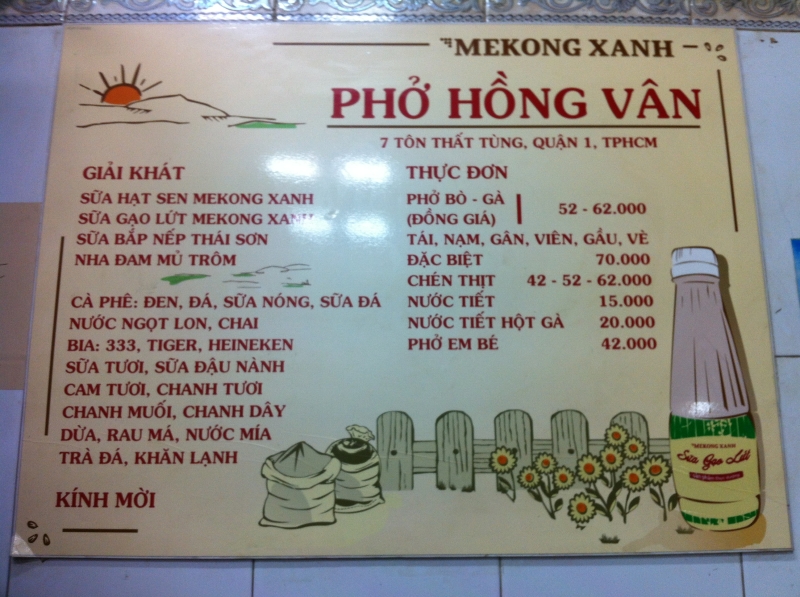 MEKONG XANH
PHỞ HỒNG VÂN
7 TÔN THẤT TÙNG, QUẬN 1, TPHCM
GIẢI KHÁT
SỮA HẠT SEN MEKONG XANH
SỮA GẠO LỨT MEKONG XANH
SỮA BẮP NẾP THÁI SƠN
NHA ĐAM MỦ TRÔM
CÀ PHÊ: ĐEN, ĐÁ, SỮA NÓNG, SỮA ĐÁ
NƯỚC NGỌT LON, CHAI
BIA: 333, TIGER, HEINEKEN
SỮA TƯƠI, SỮA ĐẬU NÀNH
CAM TƯƠI, CHANH TƯƠI
CHANH MUỐI, CHANH DÂY
DỪA, RAU MÁ, NƯỚC MÍA
TRÀ ĐÁ, KHĂN LẠNH
KÍNH MỜI
THỰC ĐƠN
PHỞ BÒ - GÀ
(ĐỒNG GIÁ) 52 - 62.000
TÁI, NẠM, GÂN, VIÊN, GẦU, VÈ
ĐẶC BIỆT 70.000
CHÉN THỊT 42 - 52 - 62.000
NƯỚC TIẾT 15.000
NƯỚC TIẾT HỘT GÀ 20.000
PHỞ EM BÉ 42.000
MEKONG XANH
Sữa Gạo Lứt